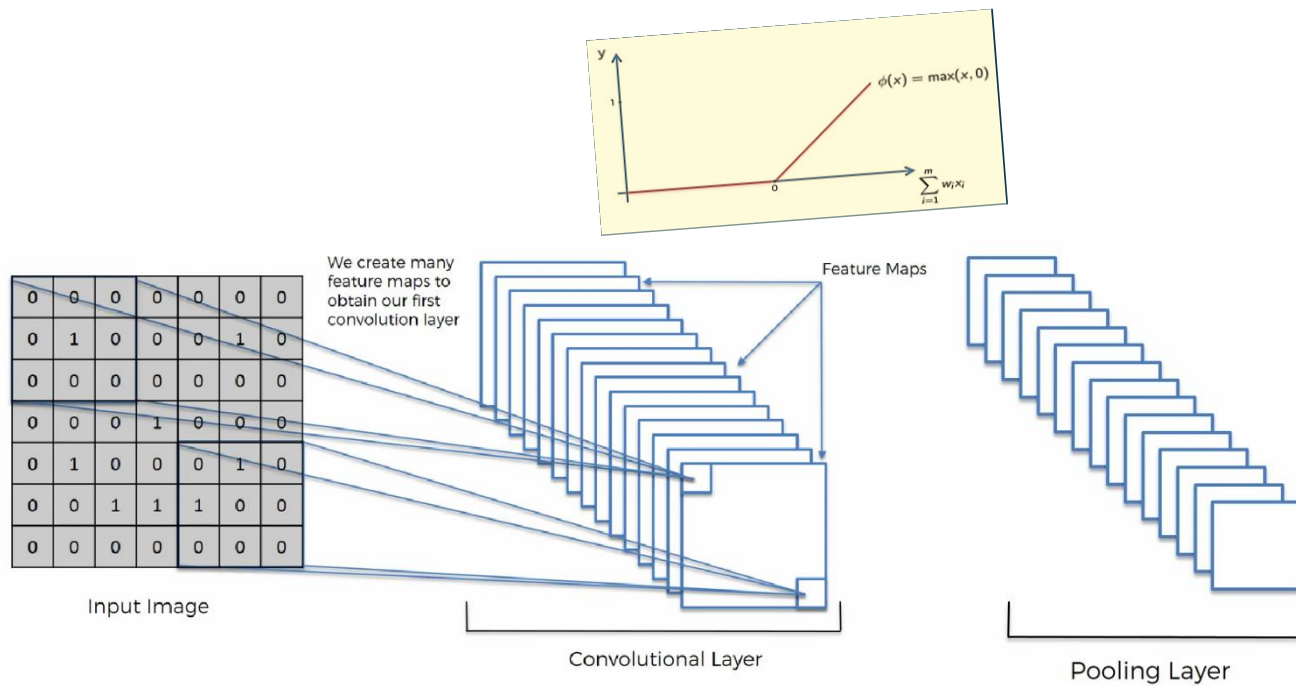 y
1
ϕ(x) = max(x, 0)
0
m
∑ wᵢxᵢ
i=1
We create many
feature maps to
obtain our first
convolution layer
Feature Maps
0 0 0 0 0 0 0
0 1 0 0 0 1 0
0 0 0 0 0 0 0
0 0 0 1 0 0 0
0 1 0 0 0 1 0
0 0 1 1 1 0 0
0 0 0 0 0 0 0
Input Image
Convolutional Layer
Pooling Layer